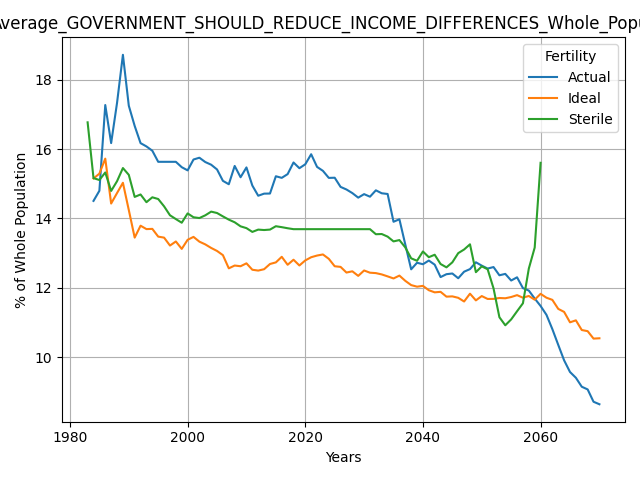 Average_GOVERNMENT_SHOULD_REDUCE_INCOME_DIFFERENCES_Whole_Popu
Fertility
Actual
Ideal
Sterile
% of Whole Population
18
16
14
12
10
1980
2000
2020
2040
2060
Years